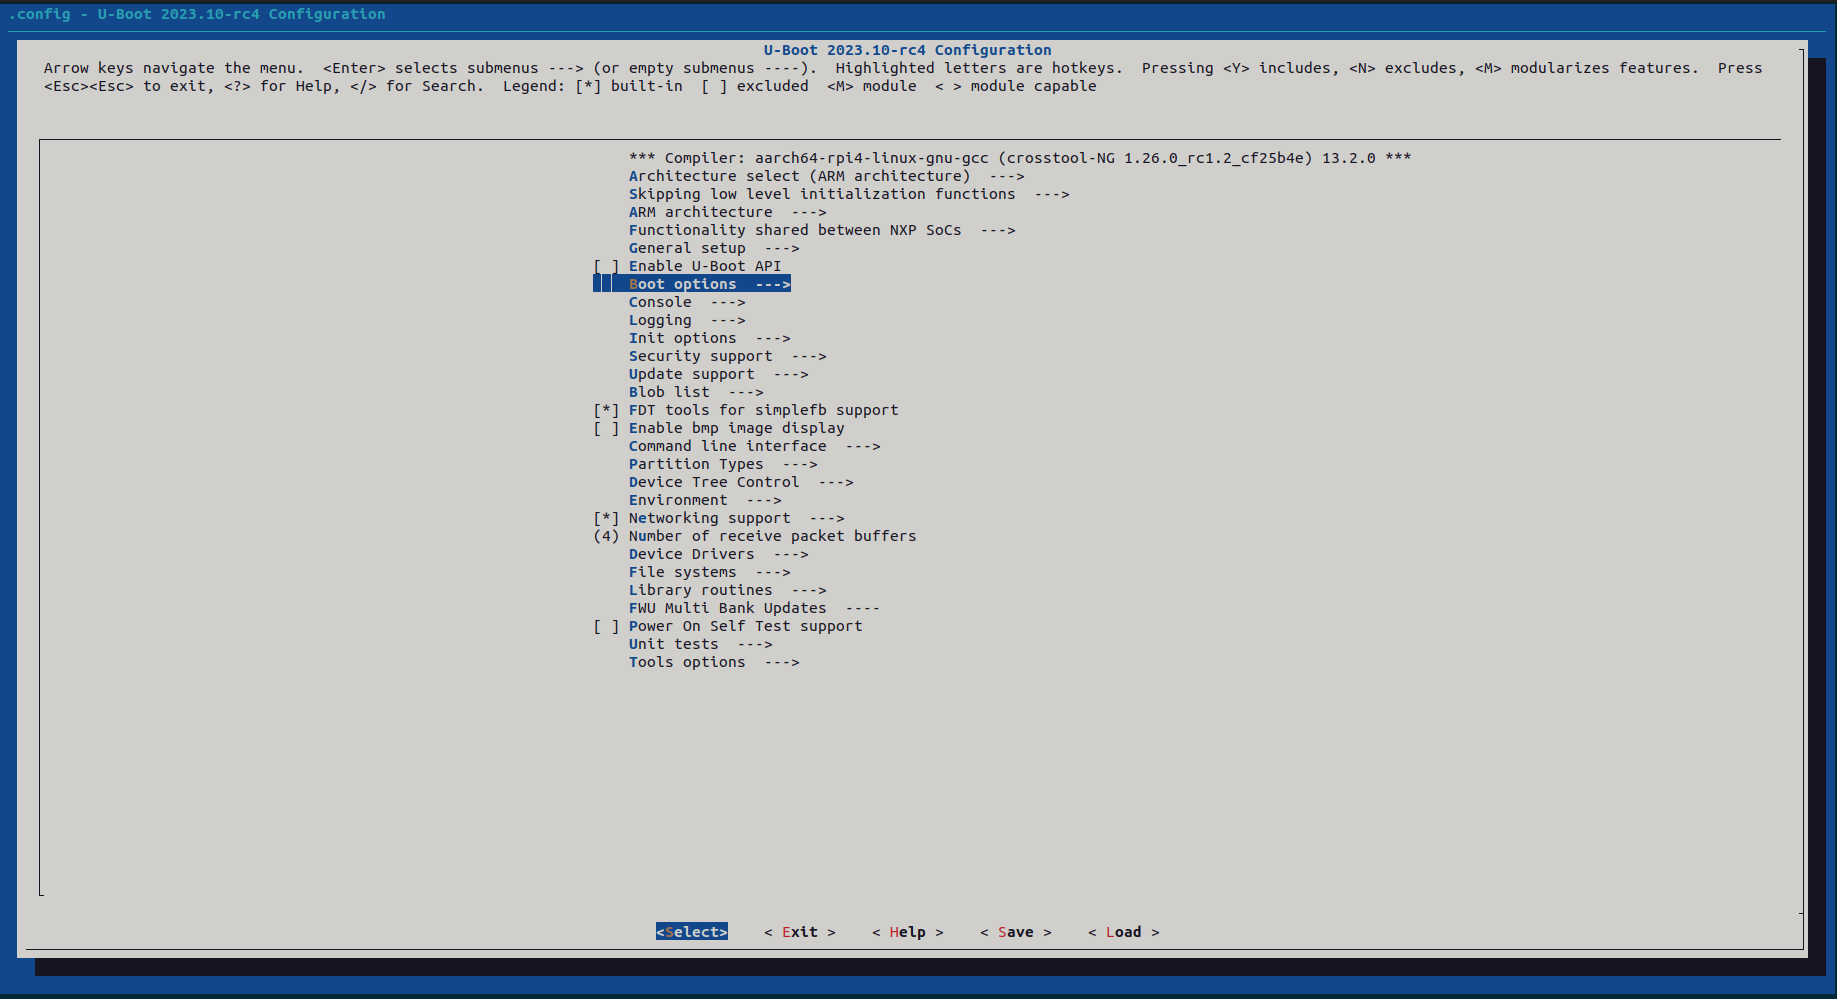 .config - U-Boot 2023.10-rc4 Configuration
U-Boot 2023.10-rc4 Configuration
Arrow keys navigate the menu.  <Enter> selects submenus ---> (or empty submenus ----).  Highlighted letters are hotkeys.  Pressing <Y> includes, <N> excludes, <M> modularizes features.  Press
<Esc><Esc> to exit, <?> for Help, </> for Search.  Legend: [*] built-in  [ ] excluded  <M> module  < > module capable
*** Compiler: aarch64-rpi4-linux-gnu-gcc (crosstool-NG 1.26.0_rc1.2_cf25b4e) 13.2.0 ***
Architecture select (ARM architecture)  --->
Skipping low level initialization functions  --->
ARM architecture  --->
Functionality shared between NXP SoCs  --->
General setup  --->
[ ] Enable U-Boot API
Boot options  --->
Console  --->
Logging  --->
Init options  --->
Security support  --->
Update support  --->
Blob list  --->
[*] FDT tools for simplefb support
[ ] Enable bmp image display
Command line interface  --->
Partition Types  --->
Device Tree Control  --->
Environment  --->
[*] Networking support  --->
(4) Number of receive packet buffers
Device Drivers  --->
File systems  --->
Library routines  --->
FWU Multi Bank Updates  ----
[ ] Power On Self Test support
Unit tests  --->
Tools options  --->
<Select>    < Exit >    < Help >    < Save >    < Load >